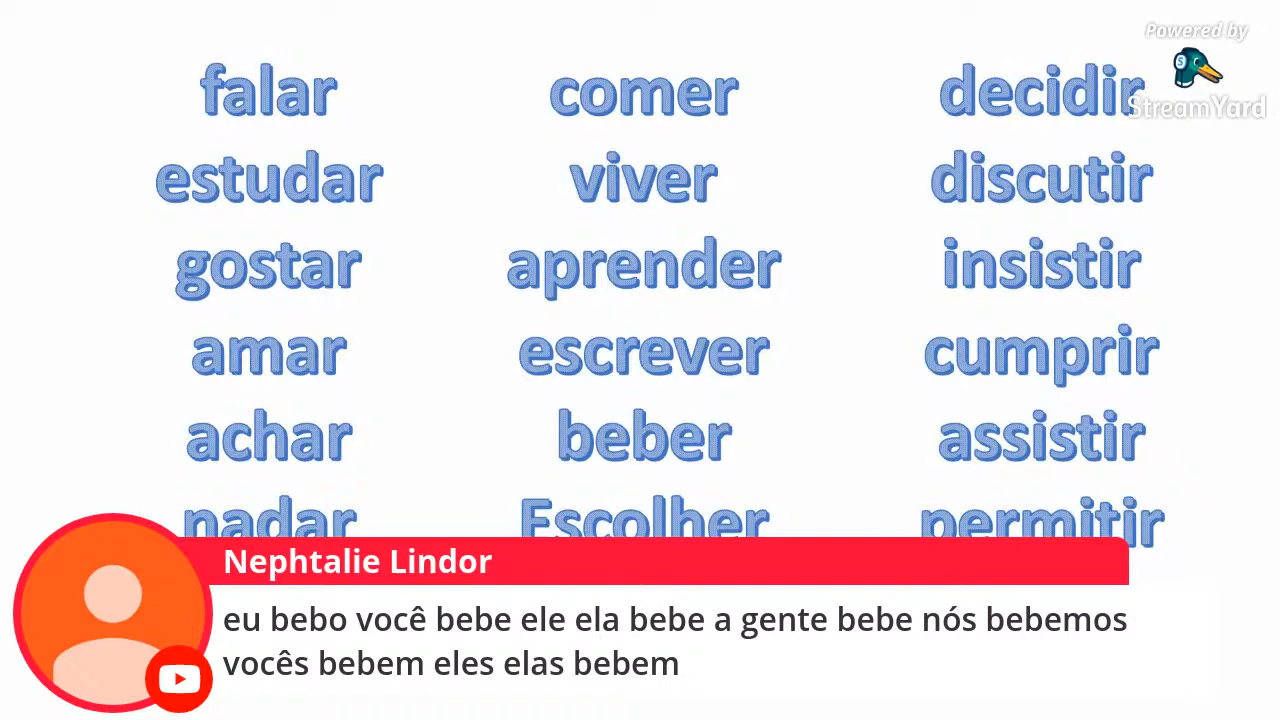 Powered by
StreamYard
falar comer decidir
estudar viver discutir
gostar aprender insistir
amar escrever cumprir
achar beber assistir
nadar Escolher permitir
Nephtalie Lindor
eu bebo você bebe ele ela bebe a gente bebe nós bebemos
vocês bebem eles elas bebem